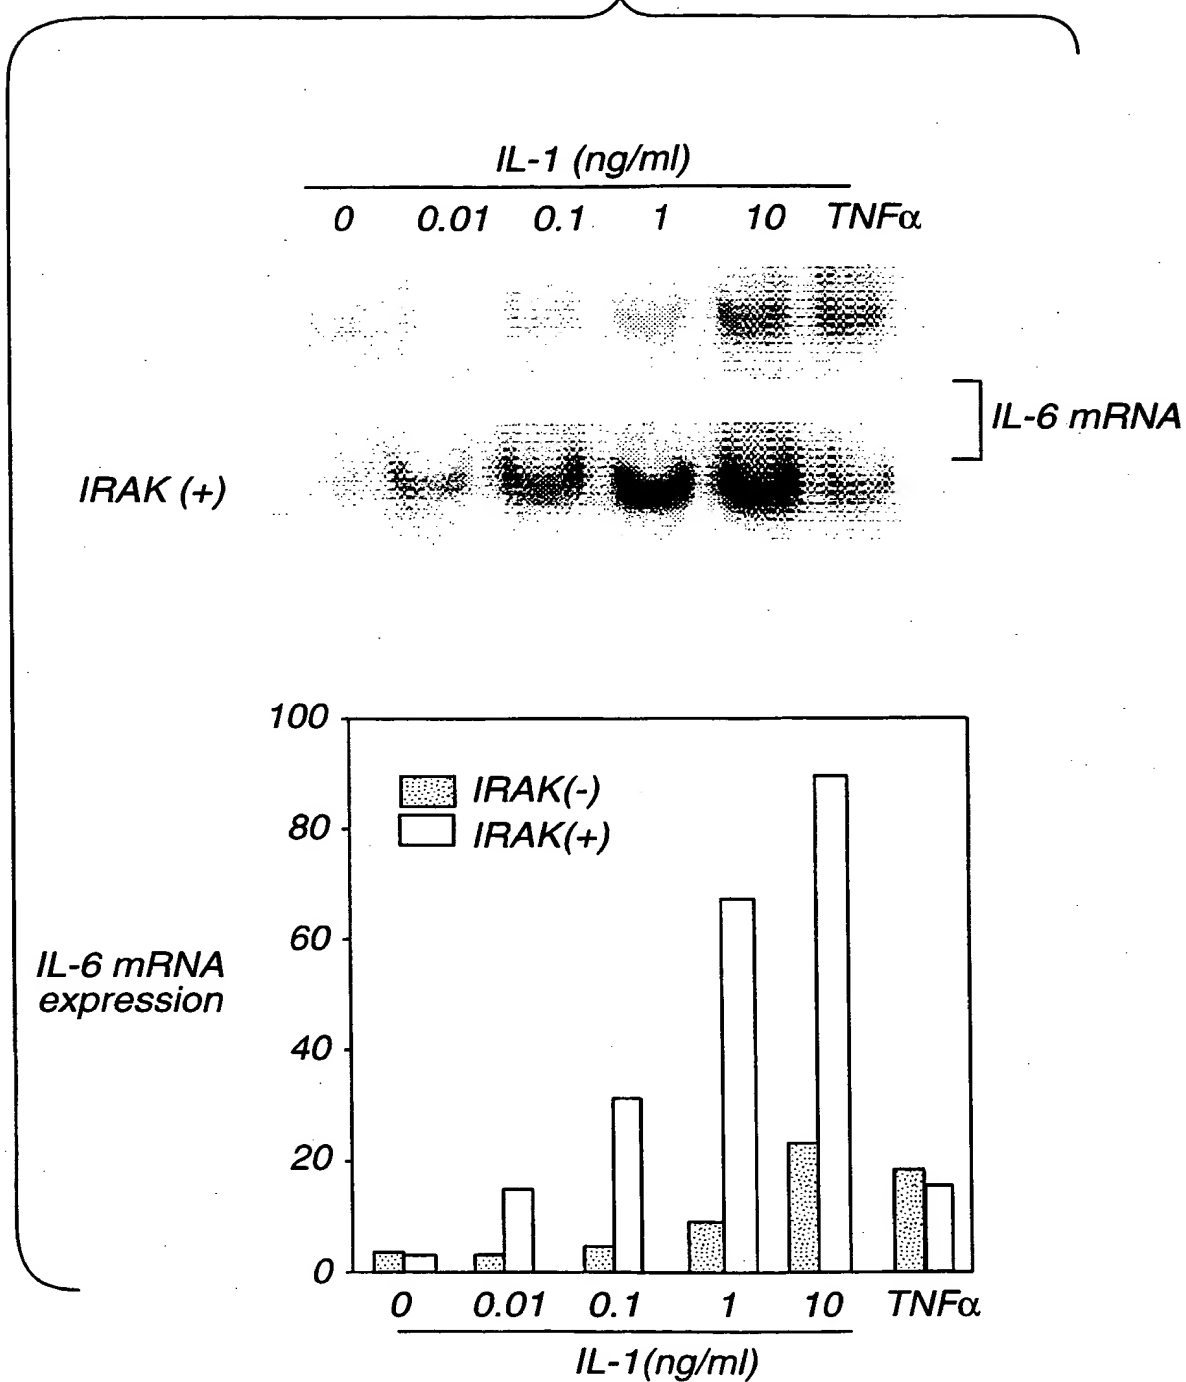 IL-1 (ng/ml)
0 0.01 0.1 1 10 TNFα
IL-6 mRNA
IRAK (+)
100
80
60
40
20
0
IRAK(-)
IRAK(+)
IL-6 mRNA
expression
0 0.01 0.1 1 10 TNFα
IL-1(ng/ml)